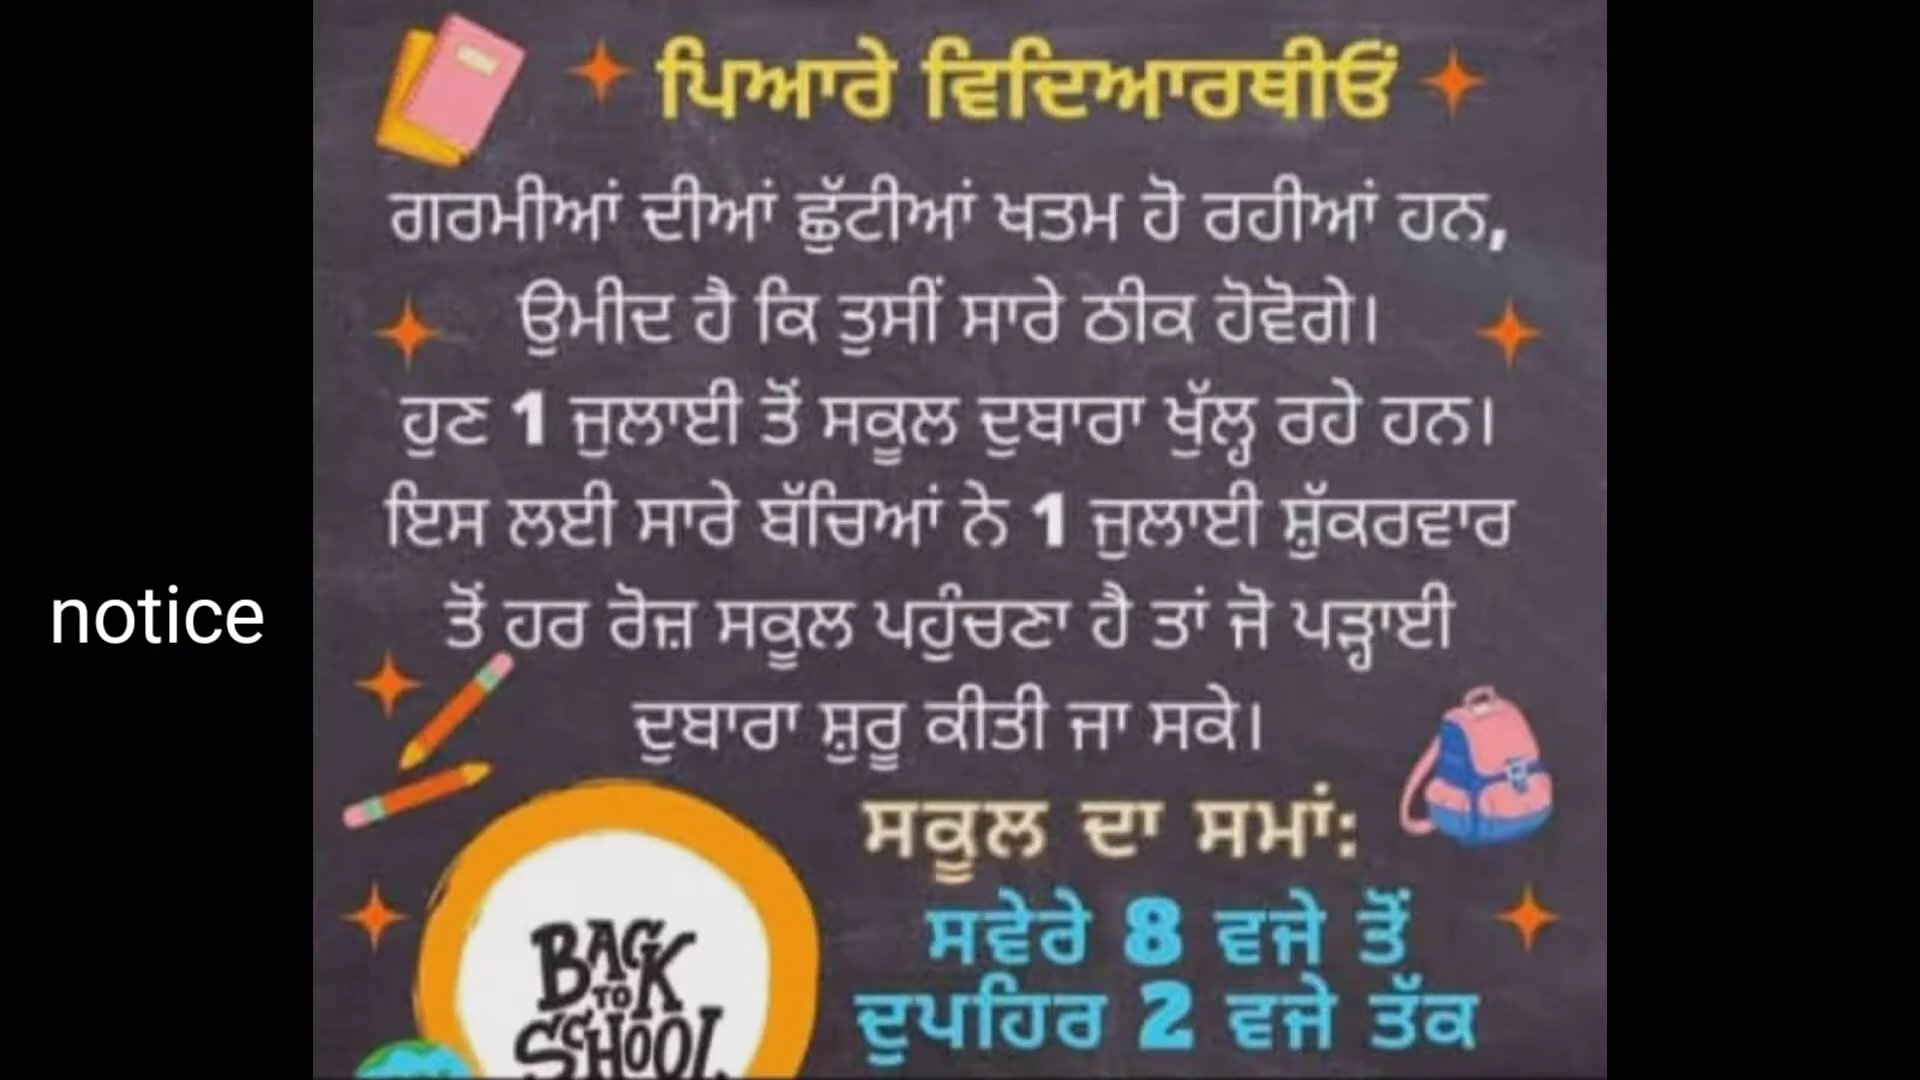 ਪਿਆਰੇ ਵਿਦਿਆਰਥੀਓਂ
ਗਰਮੀਆਂ ਦੀਆਂ ਛੁੱਟੀਆਂ ਖਤਮ ਹੋ ਰਹੀਆਂ ਹਨ,
ਉਮੀਦ ਹੈ ਕਿ ਤੁਸੀਂ ਸਾਰੇ ਠੀਕ ਹੋਵੋਗੇ।
ਹੁਣ 1 ਜੁਲਾਈ ਤੋਂ ਸਕੂਲ ਦੁਬਾਰਾ ਖੁੱਲ੍ਹ ਰਹੇ ਹਨ।
ਇਸ ਲਈ ਸਾਰੇ ਬੱਚਿਆਂ ਨੇ 1 ਜੁਲਾਈ ਸ਼ੁੱਕਰਵਾਰ
ਤੋਂ ਹਰ ਰੋਜ਼ ਸਕੂਲ ਪਹੁੰਚਣਾ ਹੈ ਤਾਂ ਜੋ ਪੜ੍ਹਾਈ
ਦੁਬਾਰਾ ਸ਼ੁਰੂ ਕੀਤੀ ਜਾ ਸਕੇ।
notice
ਸਕੂਲ ਦਾ ਸਮਾਂ:
ਸਵੇਰੇ 8 ਵਜੇ ਤੋਂ
ਦੁਪਹਿਰ 2 ਵਜੇ ਤੱਕ
BACK
TO
SCHOOL